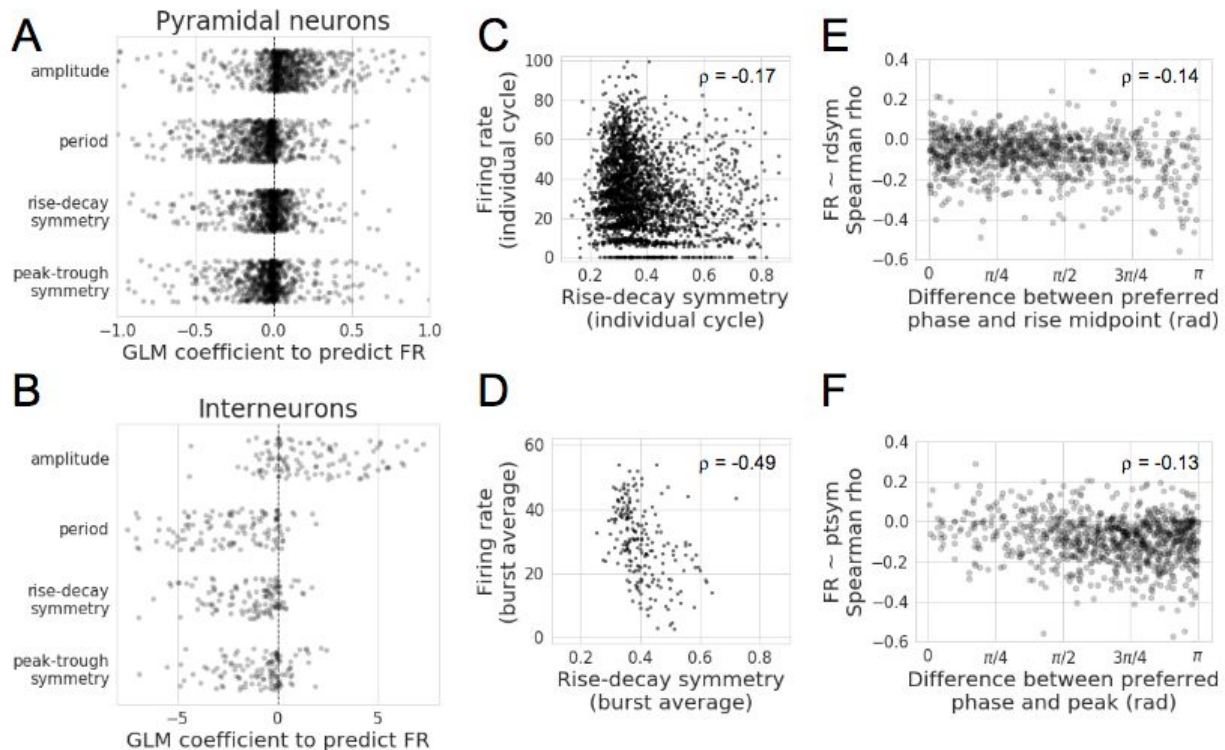 A
Pyramidal neurons
amplitude
period
rise-decay
symmetry
peak-trough
symmetry
−1.0 −0.5 0.0 0.5 1.0
GLM coefficient to predict FR
B
Interneurons
amplitude
period
rise-decay
symmetry
peak-trough
symmetry
−5 0 5
GLM coefficient to predict FR
C
ρ = -0.17
Firing rate
(individual cycle)
100
80
60
40
20
0
0.2 0.4 0.6 0.8
Rise-decay symmetry
(individual cycle)
D
ρ = -0.49
Firing rate
(burst average)
60
40
20
0
0.2 0.4 0.6 0.8
Rise-decay symmetry
(burst average)
E
ρ = -0.14
FR ~ rdsym
Spearman rho
0.4
0.2
0.0
−0.2
−0.4
−0.6
0 π/4 π/2 3π/4 π
Difference between preferred
phase and rise midpoint (rad)
F
ρ = -0.13
FR ~ ptsym
Spearman rho
0.4
0.2
0.0
−0.2
−0.4
−0.6
0 π/4 π/2 3π/4 π
Difference between preferred
phase and peak (rad)